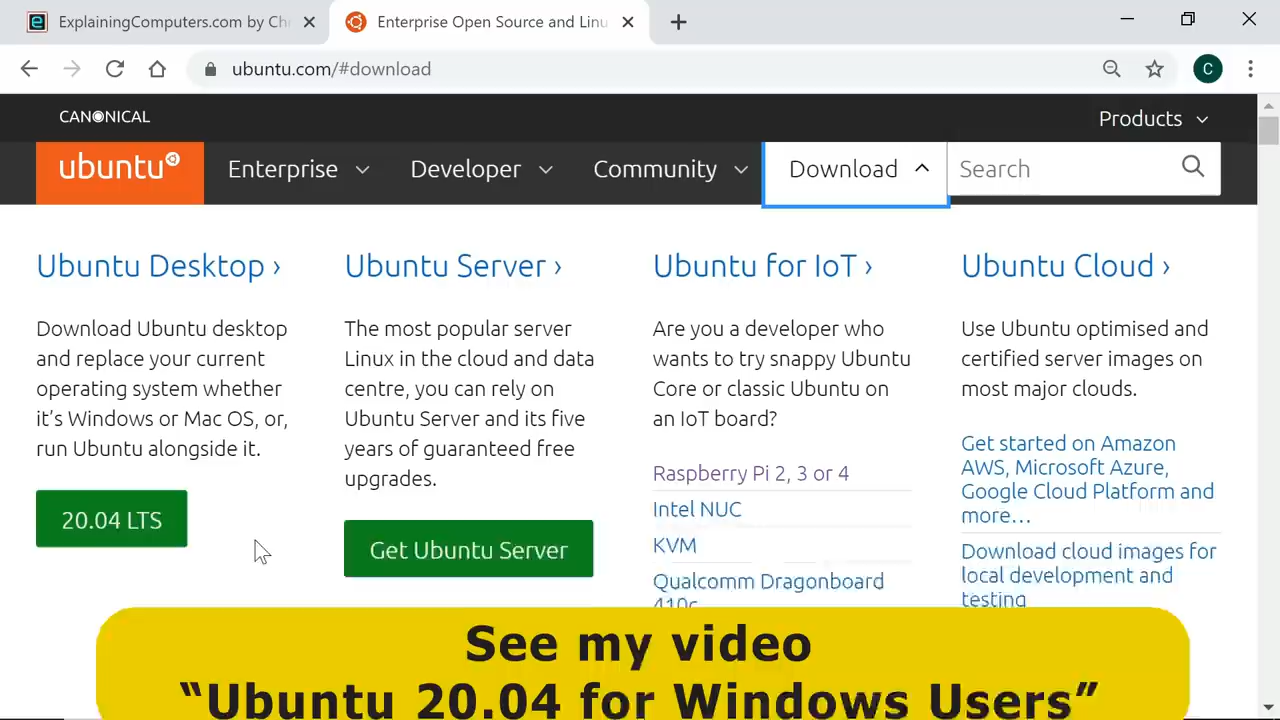 ExplainingComputers.com by Ch
Enterprise Open Source and Linu
ubuntu.com/#download
C
CANONICAL
Products
ubuntu
Enterprise
Developer
Community
Download
Search
Ubuntu Desktop ›
Download Ubuntu desktop
and replace your current
operating system whether
it’s Windows or Mac OS, or,
run Ubuntu alongside it.
20.04 LTS
Ubuntu Server ›
The most popular server
Linux in the cloud and data
centre, you can rely on
Ubuntu Server and its five
years of guaranteed free
upgrades.
Get Ubuntu Server
Ubuntu for IoT ›
Are you a developer who
wants to try snappy Ubuntu
Core or classic Ubuntu on
an IoT board?
Raspberry Pi 2, 3 or 4
Intel NUC
KVM
Qualcomm Dragonboard
410c
Ubuntu Cloud ›
Use Ubuntu optimised and
certified server images on
most major clouds.
Get started on Amazon
AWS, Microsoft Azure,
Google Cloud Platform and
more…
Download cloud images for
local development and
testing
See my video
“Ubuntu 20.04 for Windows Users”